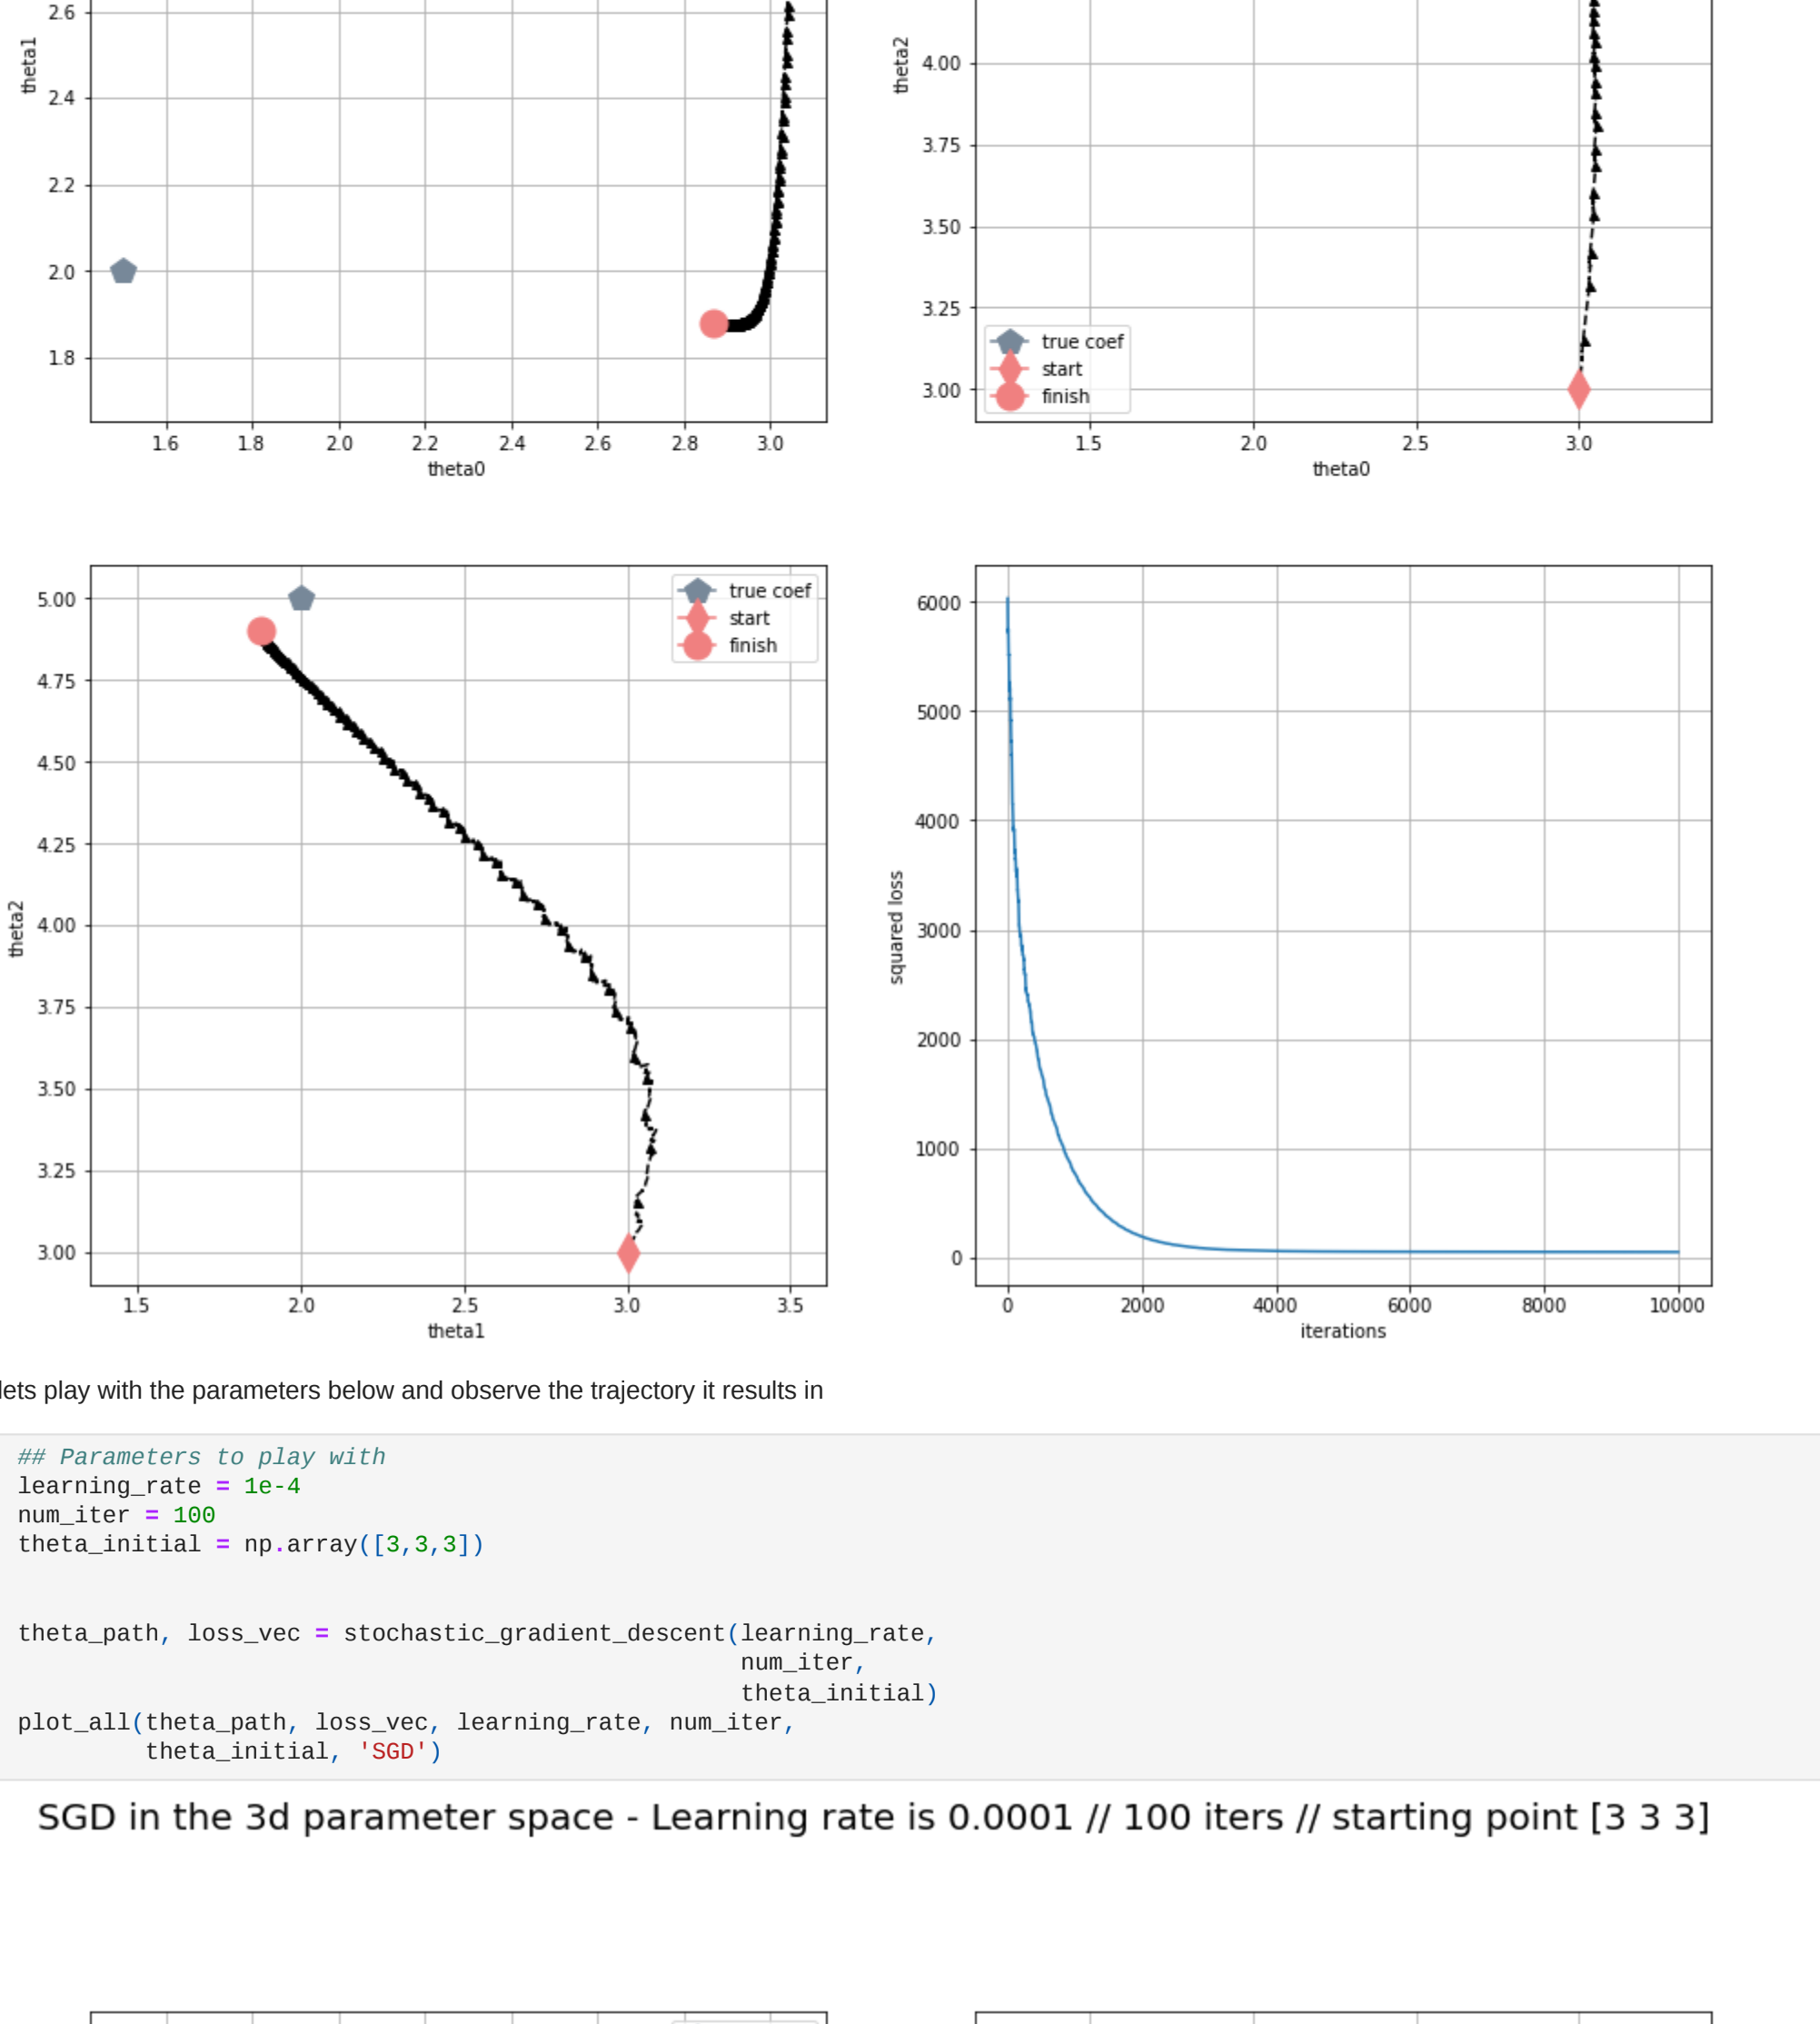 2.6
2.4
2.2
2.0
1.8
theta1
1.6 1.8 2.0 2.2 2.4 2.6 2.8 3.0
theta0
4.00
3.75
3.50
3.25
3.00
theta2
true coef
start
finish
1.5 2.0 2.5 3.0
theta0
5.00
4.75
4.50
4.25
4.00
3.75
3.50
3.25
3.00
theta2
true coef
start
finish
1.5 2.0 2.5 3.0 3.5
theta1
6000
5000
4000
3000
2000
1000
0
squared loss
0 2000 4000 6000 8000 10000
iterations
lets play with the parameters below and observe the trajectory it results in
## Parameters to play with
learning_rate = 1e-4
num_iter = 100
theta_initial = np.array([3,3,3])
theta_path, loss_vec = stochastic_gradient_descent(learning_rate,
num_iter,
theta_initial)
plot_all(theta_path, loss_vec, learning_rate, num_iter,
theta_initial, 'SGD')
SGD in the 3d parameter space - Learning rate is 0.0001 // 100 iters // starting point [3 3 3]